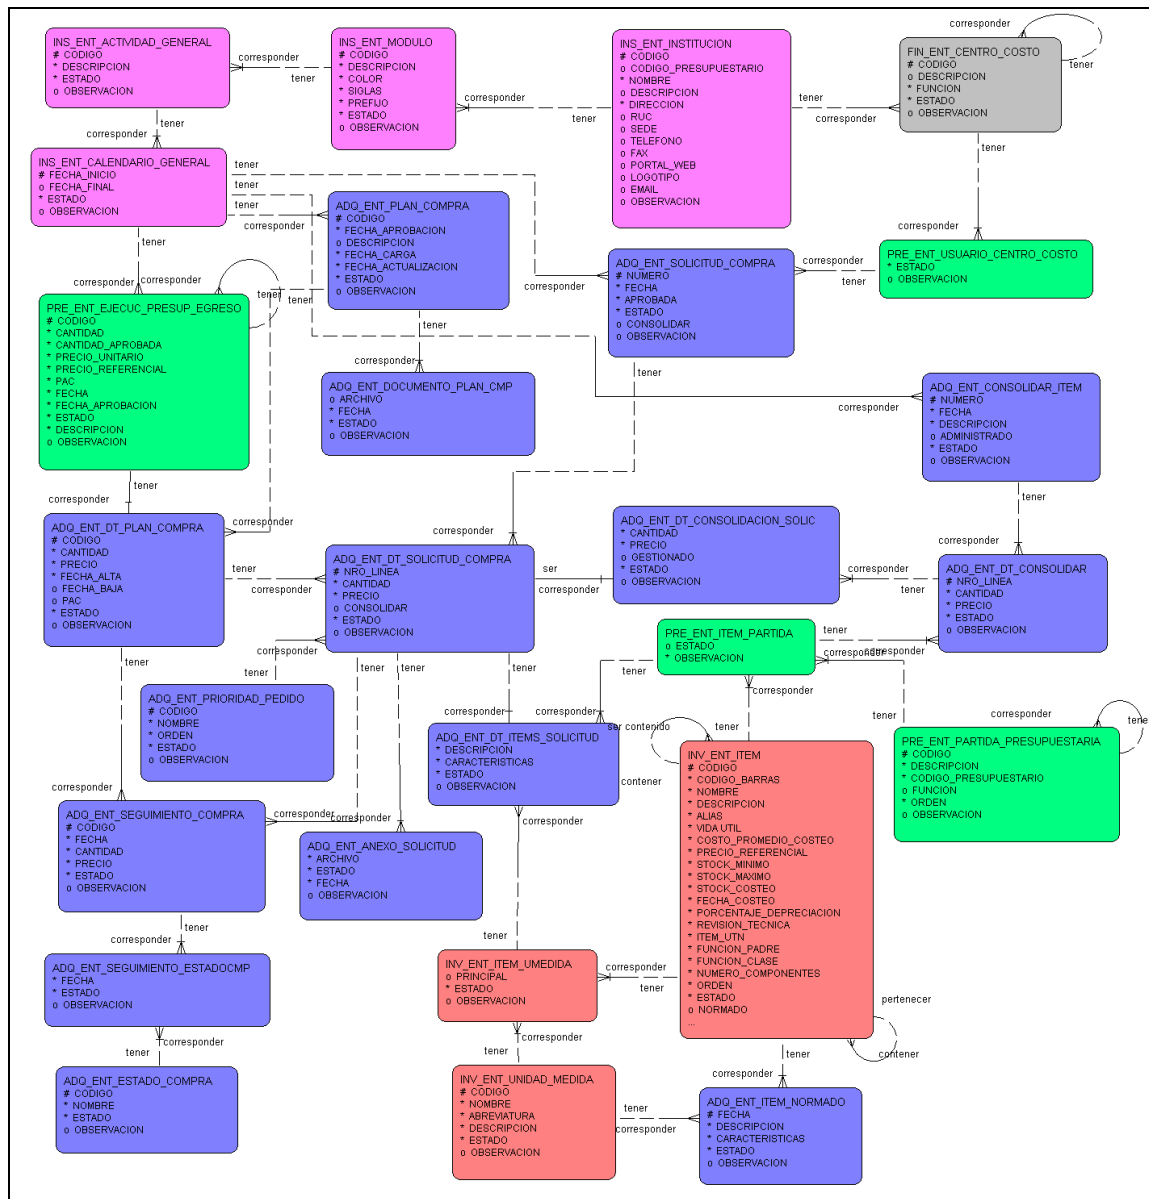 INS_ENT_ACTIVIDAD_GENERAL
# CODIGO
* DESCRIPCION
* ESTADO
o OBSERVACION
corresponder
tener
INS_ENT_MODULO
# CODIGO
* DESCRIPCION
* COLOR
* SIGLAS
* PREFIJO
* ESTADO
o OBSERVACION
corresponder
tener
INS_ENT_INSTITUCION
# CODIGO
o CODIGO_PRESUPUESTARIO
* NOMBRE
o DESCRIPCION
* DIRECCION
o RUC
o SEDE
o TELEFONO
o FAX
o PORTAL_WEB
o LOGOTIPO
o EMAIL
o OBSERVACION
tener
corresponder
corresponder
tener
FIN_ENT_CENTRO_COSTO
# CODIGO
o DESCRIPCION
* FUNCION
* ESTADO
o OBSERVACION
tener
corresponder
tener
corresponder
INS_ENT_CALENDARIO_GENERAL
# FECHA_INICIO
o FECHA_FINAL
* ESTADO
o OBSERVACION
tener
tener
tener
corresponder
tener
corresponder
corresponder
ADQ_ENT_PLAN_COMPRA
# CODIGO
* FECHA_APROBACION
o DESCRIPCION
* FECHA_CARGA
* FECHA_ACTUALIZACION
* ESTADO
o OBSERVACION
tener
tener
tener
corresponder
ADQ_ENT_SOLICITUD_COMPRA
# NUMERO
* FECHA
* APROBADA
* ESTADO
o CONSOLIDAR
o OBSERVACION
corresponder
tener
PRE_ENT_USUARIO_CENTRO_COSTO
* ESTADO
o OBSERVACION
PRE_ENT_EJECUC_PRESUP_EGRESO
# CODIGO
* CANTIDAD
* CANTIDAD_APROBADA
* PRECIO_UNITARIO
* PRECIO_REFERENCIAL
* PAC
* FECHA
* FECHA_APROBACION
* ESTADO
* DESCRIPCION
o OBSERVACION
corresponder
ADQ_ENT_DOCUMENTO_PLAN_CMP
o ARCHIVO
* FECHA
* ESTADO
o OBSERVACION
tener
corresponder
ADQ_ENT_CONSOLIDAR_ITEM
# NUMERO
* FECHA
* DESCRIPCION
o ADMINISTRADO
* ESTADO
o OBSERVACION
tener
corresponder
corresponder
tener
corresponder
ADQ_ENT_DT_PLAN_COMPRA
# CODIGO
* CANTIDAD
* PRECIO
* FECHA_ALTA
o FECHA_BAJA
o PAC
* ESTADO
o OBSERVACION
tener
corresponder
corresponder
ADQ_ENT_DT_SOLICITUD_COMPRA
# NRO_LINEA
* CANTIDAD
* PRECIO
o CONSOLIDAR
* ESTADO
o OBSERVACION
ser
corresponder
ADQ_ENT_DT_CONSOLIDACION_SOLIC
* CANTIDAD
* PRECIO
o GESTIONADO
* ESTADO
o OBSERVACION
corresponder
tener
ADQ_ENT_DT_CONSOLIDAR
# NRO_LINEA
* CANTIDAD
* PRECIO
* ESTADO
o OBSERVACION
PRE_ENT_ITEM_PARTIDA
o ESTADO
* OBSERVACION
tener
corresponder
corresponder
tener
corresponder
tener
corresponder
tener
tener
corresponder
tener
tener
ADQ_ENT_PRIORIDAD_PEDIDO
# CODIGO
* NOMBRE
* ORDEN
* ESTADO
o OBSERVACION
tener
corresponder
corresponder
ser contenido
contener
ADQ_ENT_DT_ITEMS_SOLICITUD
* DESCRIPCION
* CARACTERISTICAS
* ESTADO
o OBSERVACION
corresponder
tener
INV_ENT_ITEM
# CODIGO
* CODIGO_BARRAS
* NOMBRE
* DESCRIPCION
* ALIAS
* VIDA UTIL
* COSTO_PROMEDIO_COSTEO
* PRECIO_REFERENCIAL
* STOCK_MINIMO
* STOCK_MAXIMO
* STOCK_COSTEO
* FECHA_COSTEO
* PORCENTAJE_DEPRECIACION
* REVISION_TECNICA
* ITEM_UTN
* FUNCION_PADRE
* FUNCION_CLASE
* NUMERO_COMPONENTES
* ORDEN
* ESTADO
o NORMADO
...
corresponder
tene
PRE_ENT_PARTIDA_PRESUPUESTARIA
# CODIGO
* DESCRIPCION
* CODIGO_PRESUPUESTARIO
o FUNCION
* ORDEN
o OBSERVACION
ADQ_ENT_SEGUIMIENTO_COMPRA
# CODIGO
* FECHA
* CANTIDAD
* PRECIO
* ESTADO
o OBSERVACION
corresponder
ADQ_ENT_ANEXO_SOLICITUD
* ARCHIVO
* ESTADO
* FECHA
o OBSERVACION
tener
corresponder
ADQ_ENT_SEGUIMIENTO_ESTADOCMP
* FECHA
* ESTADO
o OBSERVACION
corresponder
tener
ADQ_ENT_ESTADO_COMPRA
# CODIGO
* NOMBRE
* ESTADO
o OBSERVACION
INV_ENT_ITEM_UMEDIDA
o PRINCIPAL
* ESTADO
o OBSERVACION
corresponder
tener
corresponder
tener
INV_ENT_UNIDAD_MEDIDA
# CODIGO
* NOMBRE
* ABREVIATURA
* DESCRIPCION
* ESTADO
o OBSERVACION
tener
corresponder
pertenecer
contener
tener
corresponder
ADQ_ENT_ITEM_NORMADO
# FECHA
* DESCRIPCION
* CARACTERISTICAS
* ESTADO
o OBSERVACION